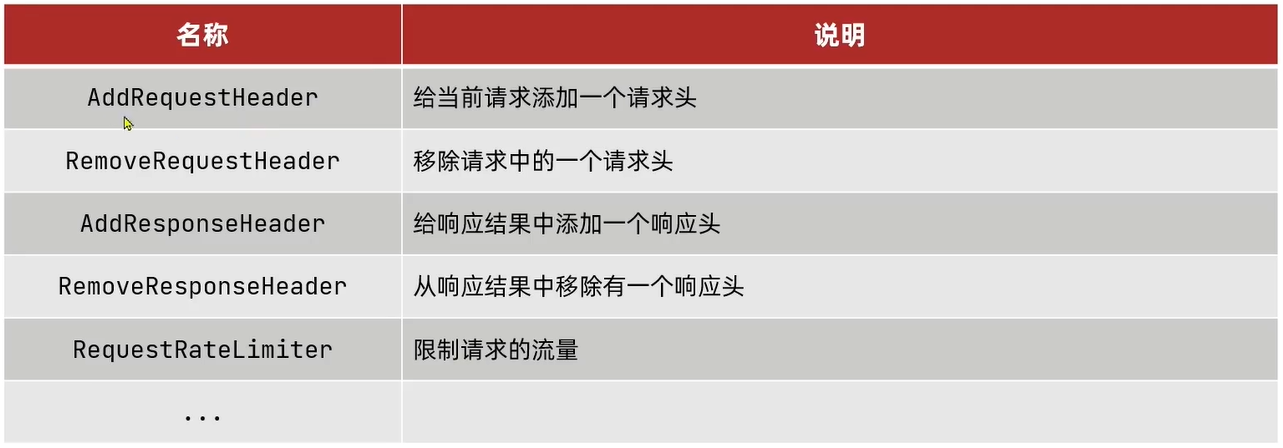 名称 说明
AddRequestHeader 给当前请求添加一个请求头
RemoveRequestHeader 移除请求中的一个请求头
AddResponseHeader 给响应结果中添加一个响应头
RemoveResponseHeader 从响应结果中移除有一个响应头
RequestRateLimiter 限制请求的流量
...